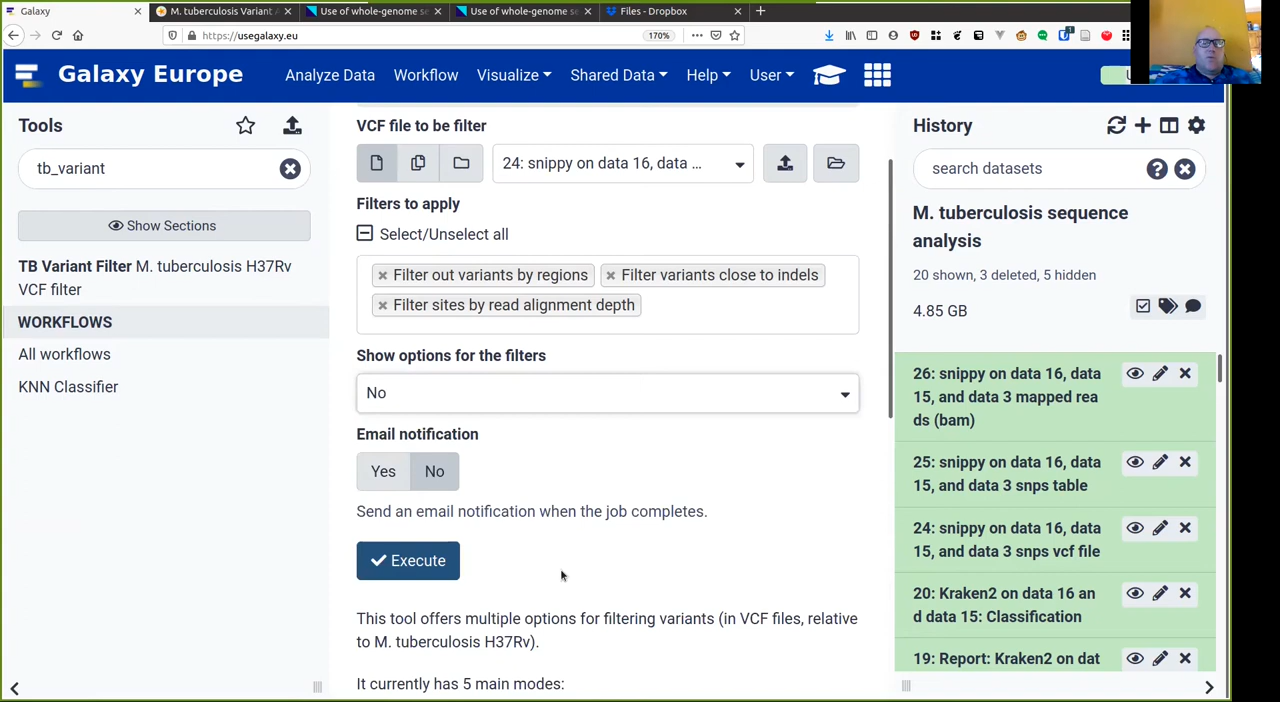 Galaxy
M. tuberculosis Variant A
Use of whole-genome s
Use of whole-genome se
Files - Dropbox
https://usegalaxy.eu
170%
Galaxy Europe
Analyze Data
Workflow
Visualize
Shared Data
Help
User
U
Tools
tb_variant
Show Sections
TB Variant Filter M. tuberculosis H37Rv
VCF filter
WORKFLOWS
All workflows
KNN Classifier
VCF file to be filter
24: snippy on data 16, data ...
Filters to apply
Select/Unselect all
Filter out variants by regions
Filter variants close to indels
Filter sites by read alignment depth
Show options for the filters
No
Email notification
Yes No
Send an email notification when the job completes.
Execute
This tool offers multiple options for filtering variants (in VCF files, relative
to M. tuberculosis H37Rv).
It currently has 5 main modes:
History
search datasets
M. tuberculosis sequence
analysis
20 shown, 3 deleted, 5 hidden
4.85 GB
26: snippy on data 16, data
15, and data 3 mapped rea
ds (bam)
25: snippy on data 16, data
15, and data 3 snps table
24: snippy on data 16, data
15, and data 3 snps vcf file
20: Kraken2 on data 16 an
d data 15: Classification
19: Report: Kraken2 on dat